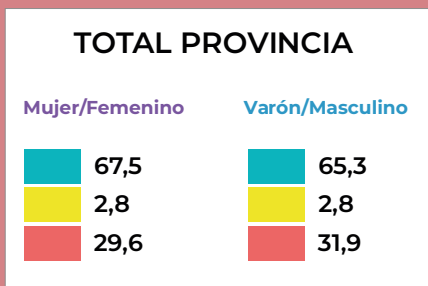 TOTAL PROVINCIA
Mujer/Femenino Varón/Masculino
67,5 65,3
2,8 2,8
29,6 31,9